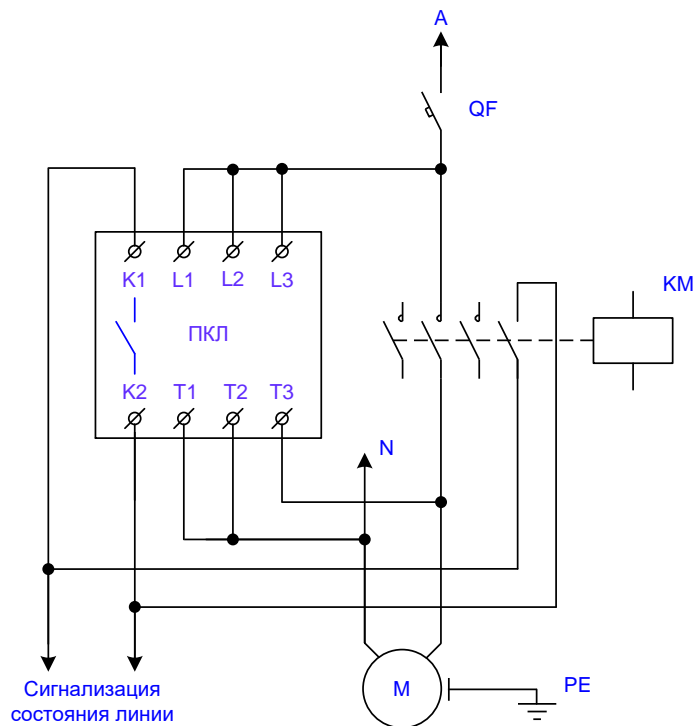 A
QF
K1
L1
L2
L3
KM
ПКЛ
K2
T1
T2
T3
N
M
PE
Сигнализация
состояния линии